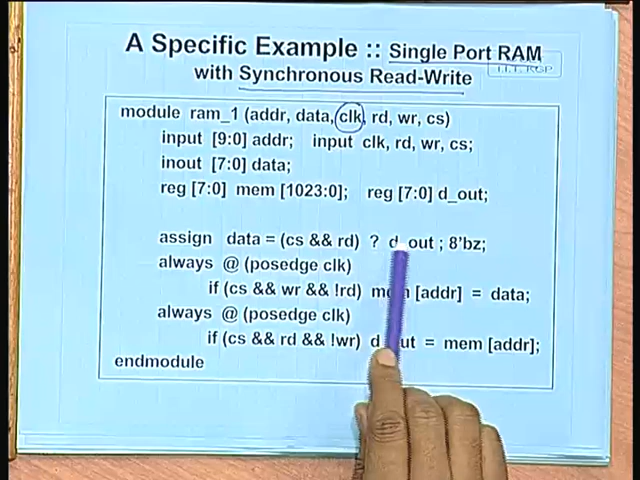 A Specific Example :: Single Port RAM
with Synchronous Read-Write
I.I.T. KGP
module ram_1 (addr, data, clk, rd, wr, cs)
input [9:0] addr; input clk, rd, wr, cs;
inout [7:0] data;
reg [7:0] mem [1023:0]; reg [7:0] d_out;
assign data = (cs && rd) ? d_out ; 8'bz;
always @ (posedge clk)
if (cs && wr && !rd) mem [addr] = data;
always @ (posedge clk)
if (cs && rd && !wr) d_out = mem [addr];
endmodule